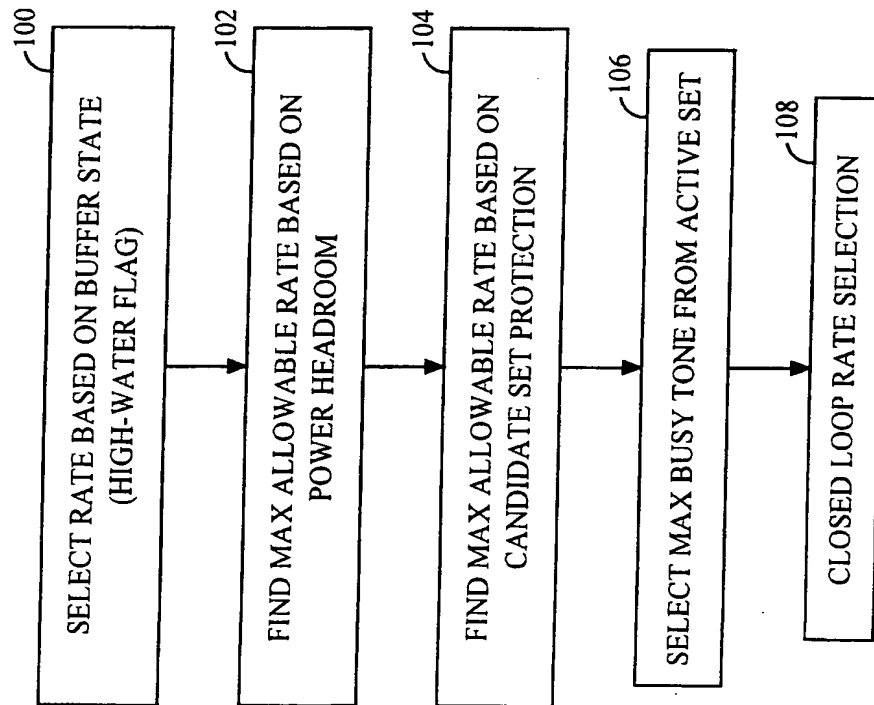 100
SELECT RATE BASED ON BUFFER STATE
(HIGH-WATER FLAG)
102
FIND MAX ALLOWABLE RATE BASED ON
POWER HEADROOM
104
FIND MAX ALLOWABLE RATE BASED ON
CANDIDATE SET PROTECTION
106
SELECT MAX BUSY TONE FROM ACTIVE SET
108
CLOSED LOOP RATE SELECTION